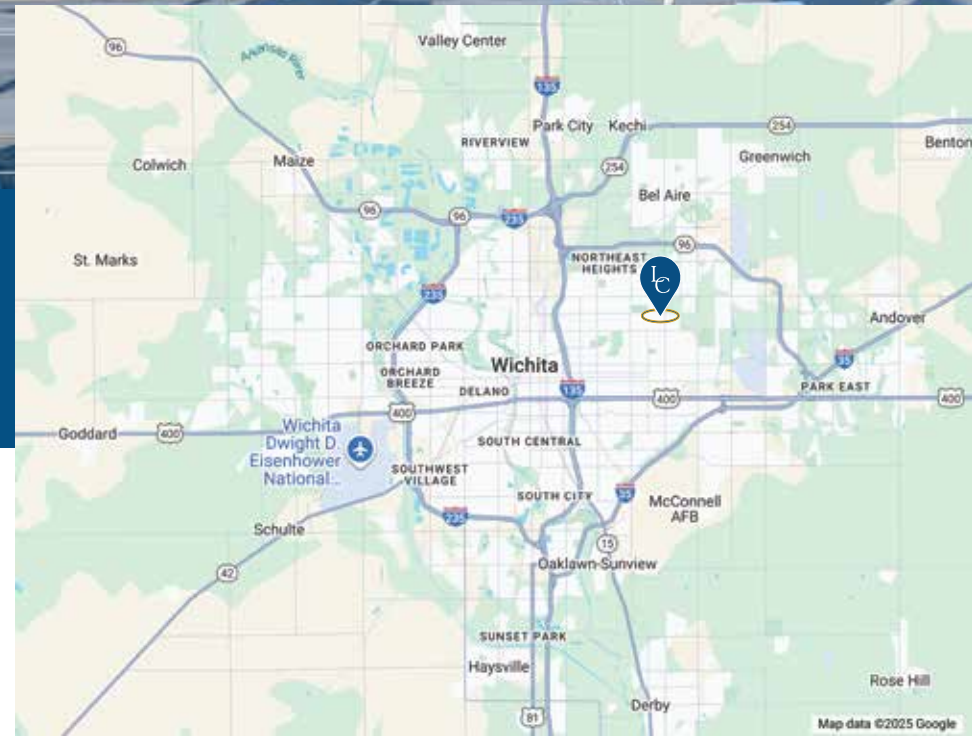 Valley Center
96
Arkansas
River
135
Park City
Kechi
254
RIVERVIEW
Benton
Colwich
Maize
254
Greenwich
Bel Aire
96
96
235
96
St. Marks
NORTHEAST
HEIGHTS
LC
235
Andover
ORCHARD PARK
35
Wichita
ORCHARD
BREEZE
DELANO
135
PARK EAST
400
400
400
Goddard
400
Wichita
Dwight D.
Eisenhower
National...
SOUTH CENTRAL
SOUTHWEST
VILLAGE
SOUTH CITY
35
McConnell
AFB
235
Schulte
15
Oaklawn-Sunview
42
SUNSET PARK
Haysville
Rose Hill
Derby
81
Map data ©2025 Google